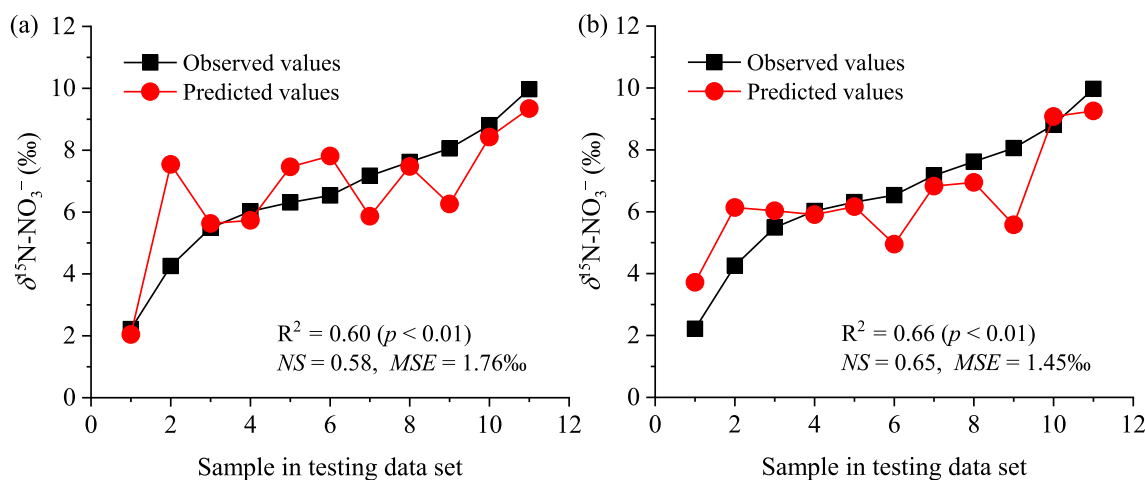 (a)
12
10
8
6
4
2
0
δ¹⁵N-NO₃⁻ (‰)
Observed values
Predicted values
R² = 0.60 (p < 0.01)
NS = 0.58, MSE = 1.76‰
0 2 4 6 8 10 12
Sample in testing data set
(b)
12
10
8
6
4
2
0
δ¹⁵N-NO₃⁻ (‰)
Observed values
Predicted values
R² = 0.66 (p < 0.01)
NS = 0.65, MSE = 1.45‰
0 2 4 6 8 10 12
Sample in testing data set